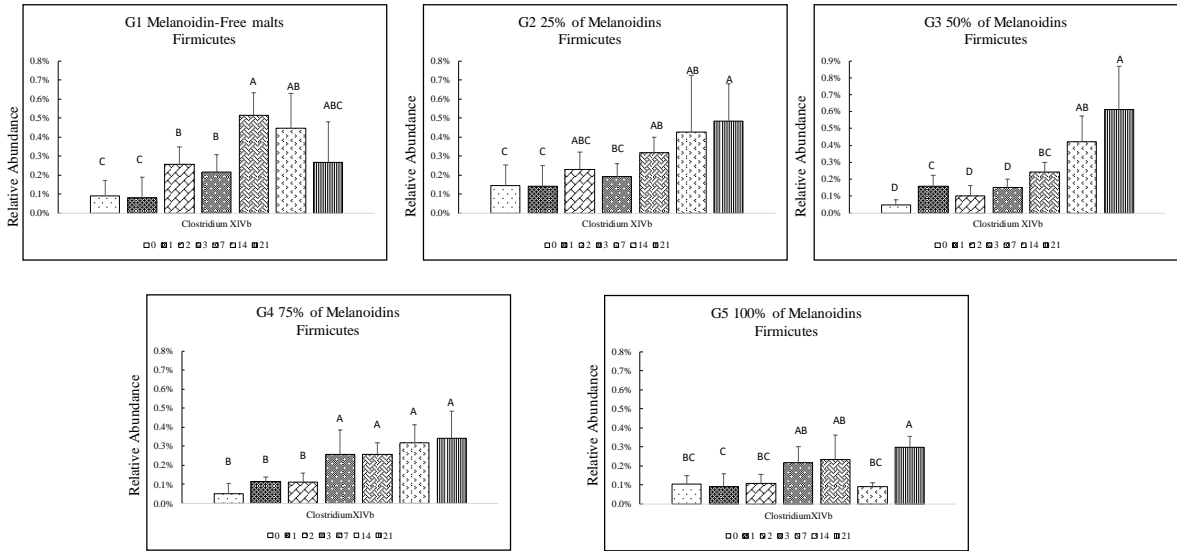 G1 Melanoidin-Free malts
Firmicutes
Relative Abundance
0.8%
0.7%
0.6%
0.5%
0.4%
0.3%
0.2%
0.1%
0.0%
C
C
B
B
A
AB
ABC
Clostridium XlVb
0 1 2 3 7 14 21
G2 25% of Melanoidins
Firmicutes
Relative Abundance
0.8%
0.7%
0.6%
0.5%
0.4%
0.3%
0.2%
0.1%
0.0%
C
C
ABC
BC
AB
AB
A
Clostridium XlVb
0 1 2 3 7 14 21
G3 50% of Melanoidins
Firmicutes
Relative Abundance
0.9%
0.8%
0.7%
0.6%
0.5%
0.4%
0.3%
0.2%
0.1%
0.0%
D
C
D
D
BC
AB
A
Clostridium XlVb
0 1 2 3 7 14 21
G4 75% of Melanoidins
Firmicutes
Relative Abundance
0.8%
0.7%
0.6%
0.5%
0.4%
0.3%
0.2%
0.1%
0.0%
B
B
B
A
A
A
A
ClostridiumXlVb
0 1 2 3 7 14 21
G5 100% of Melanoidins
Firmicutes
Relative Abundance
0.8%
0.7%
0.6%
0.5%
0.4%
0.3%
0.2%
0.1%
0.0%
BC
C
BC
AB
AB
BC
A
ClostridiumXlVb
0 1 2 3 7 14 21